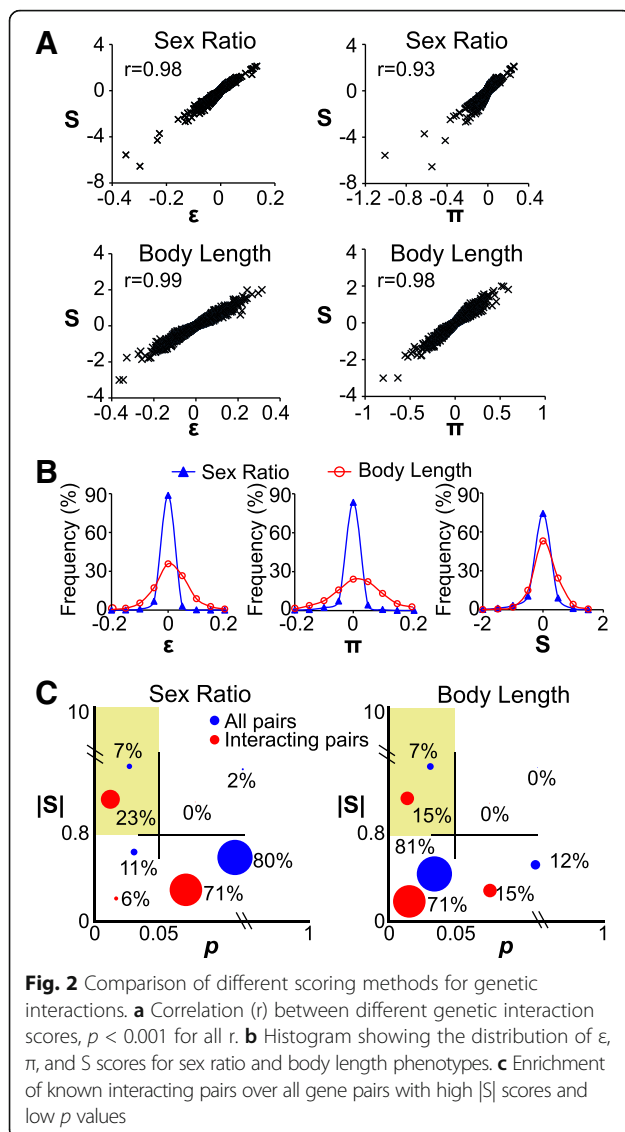 A
Sex Ratio
r=0.98
4
0
-4
-8
S
-0.4 -0.2 0 0.2
ε
Sex Ratio
r=0.93
4
0
-4
-8
-1.2 -0.8 -0.4 0 0.4
π
Body Length
r=0.99
4
2
0
-2
-4
S
-0.4 -0.2 0 0.2 0.4
ε
Body Length
r=0.98
4
2
0
-2
-4
S
-1 -0.5 0 0.5 1
π
B
Sex Ratio Body Length
Frequency (%)
90
60
30
0
-0.2 0 0.2
ε
Frequency (%)
90
60
30
0
-0.2 0 0.2
π
Frequency (%)
90
60
30
0
-2 0 2
S
C
Sex Ratio
All pairs
Interacting pairs
10
|S|
0.8
0
7%
23%
2%
0%
11%
6%
80%
71%
0 0.05 1
p
Body Length
10
|S|
0.8
0
7%
15%
0%
0%
81%
71%
12%
15%
0 0.05 1
p
Fig. 2 Comparison of different scoring methods for genetic
interactions. a Correlation (r) between different genetic interaction
scores, p < 0.001 for all r. b Histogram showing the distribution of ε,
π, and S scores for sex ratio and body length phenotypes. c Enrichment
of known interacting pairs over all gene pairs with high |S| scores and
low p values